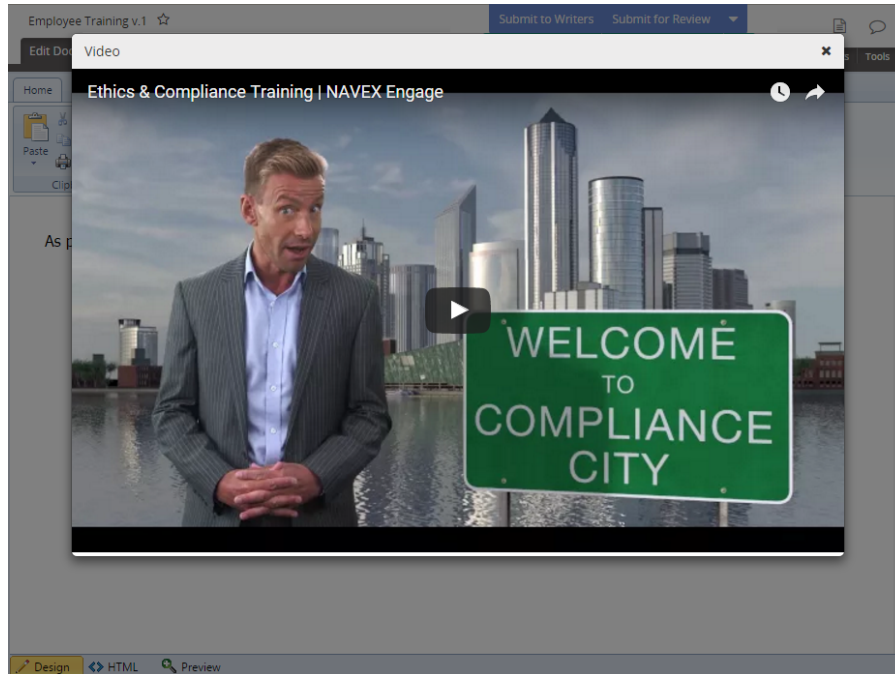 Employee Training v.1
Submit to Writers Submit for Review
Edit Doc
Tools
Video
Home
Ethics & Compliance Training | NAVEX Engage
Paste
WELCOME
TO
COMPLIANCE
CITY
As
Design HTML Preview